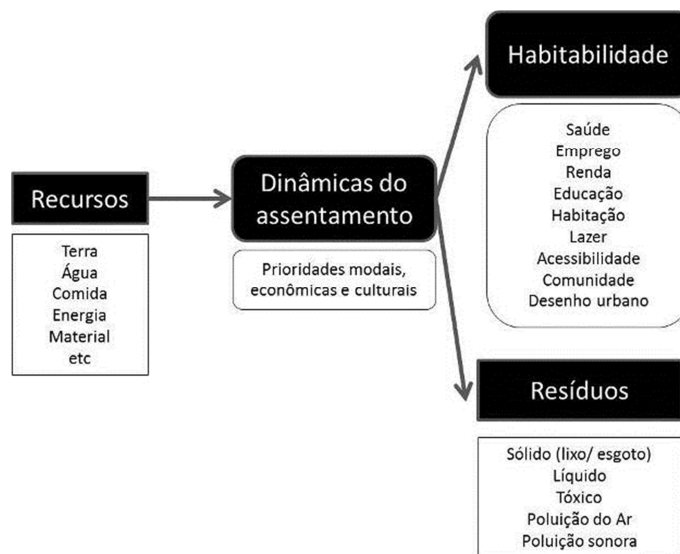 Recursos
Terra
Água
Comida
Energia
Material
etc
Dinâmicas do
assentamento
Prioridades modais,
econômicas e culturais
Habitabilidade
Saúde
Emprego
Renda
Educação
Habitação
Lazer
Acessibilidade
Comunidade
Desenho urbano
Resíduos
Sólido (lixo/ esgoto)
Líquido
Tóxico
Poluição do Ar
Poluição sonora